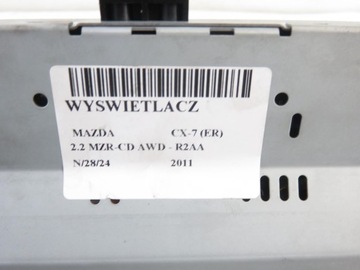 WYSWIETLACZ
MAZDA CX-7 (ER)
2.2 MZR-CD AWD - R2AA
N/28/24 2011